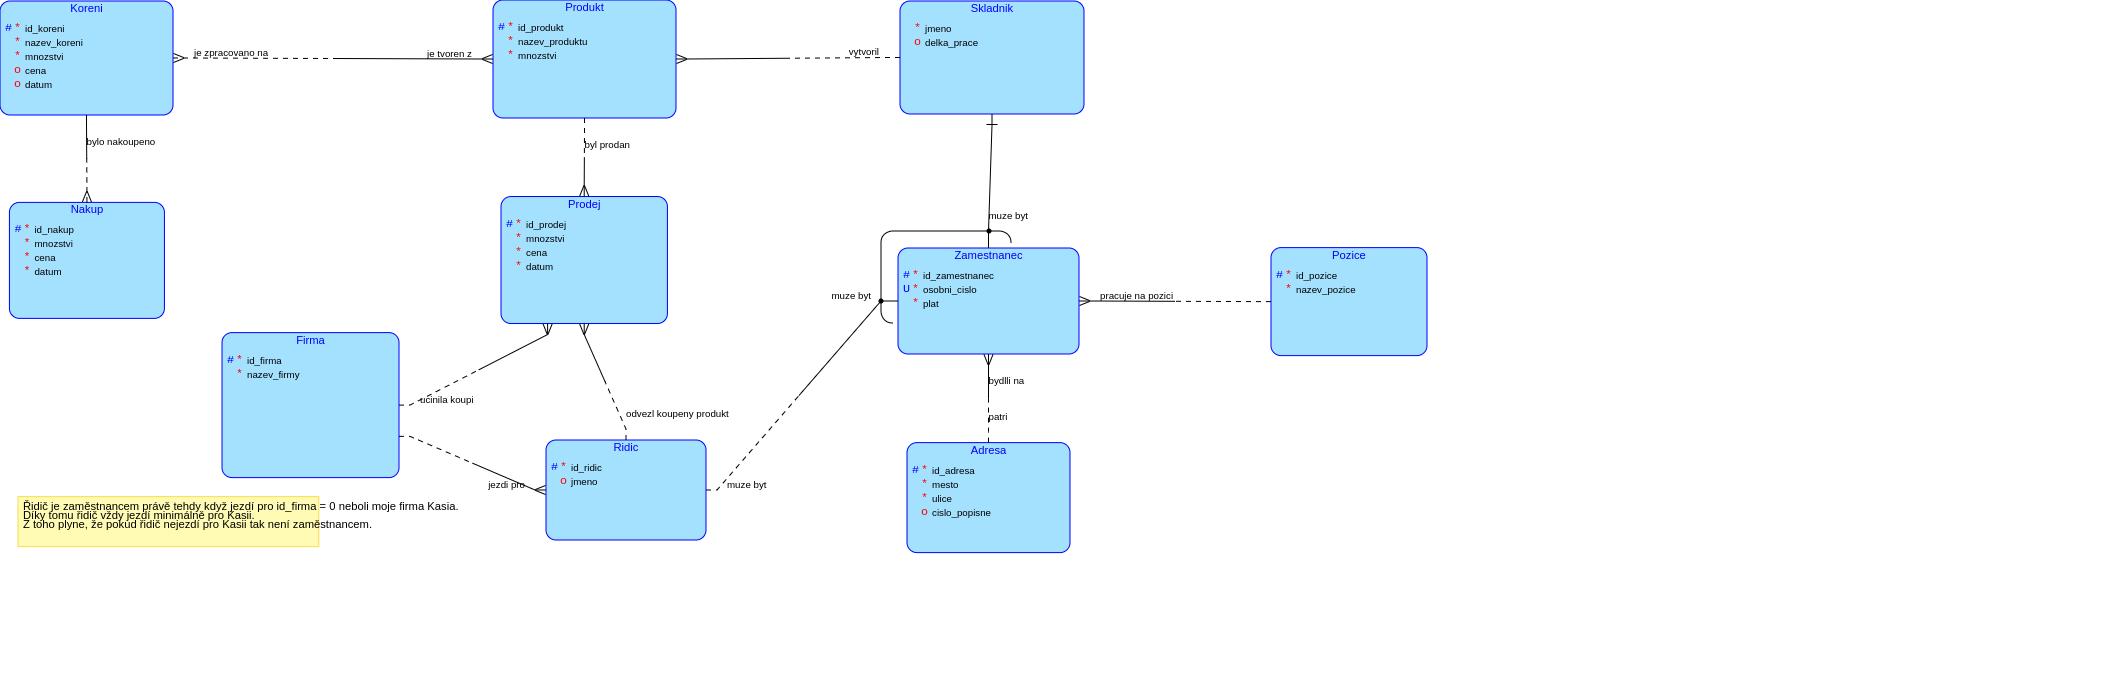 Koreni
# * id_koreni
* nazev_koreni
* mnozstvi
o cena
o datum
je zpracovano na
je tvoren z
Produkt
# * id_produkt
* nazev_produktu
* mnozstvi
vytvoril
Skladnik
* jmeno
o delka_prace
bylo nakoupeno
byl prodan
Nakup
# * id_nakup
* mnozstvi
* cena
* datum
Prodej
# * id_prodej
* mnozstvi
* cena
* datum
muze byt
muze byt
Zamestnanec
# * id_zamestnanec
U * osobni_cislo
* plat
pracuje na pozici
Pozice
# * id_pozice
* nazev_pozice
Firma
# * id_firma
* nazev_firmy
ucinila koupi
odvezl koupeny produkt
bydlli na
patri
Ridic
# * id_ridic
o jmeno
jezdi pro
muze byt
Adresa
# * id_adresa
* mesto
* ulice
o cislo_popisne
Řidič je zaměstnancem právě tehdy když jezdí pro id_firma = 0 neboli moje firma Kasia.
Díky tomu řidič vždy jezdí minimálně pro Kasii.
Z toho plyne, že pokud řidič nejezdí pro Kasii tak není zaměstnancem.